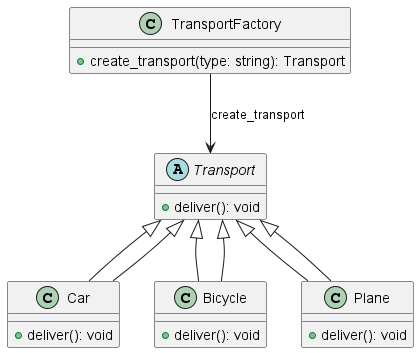 C TransportFactory
create_transport(type: string): Transport
create_transport
A Transport
deliver(): void
C Car
deliver(): void
C Bicycle
deliver(): void
C Plane
deliver(): void